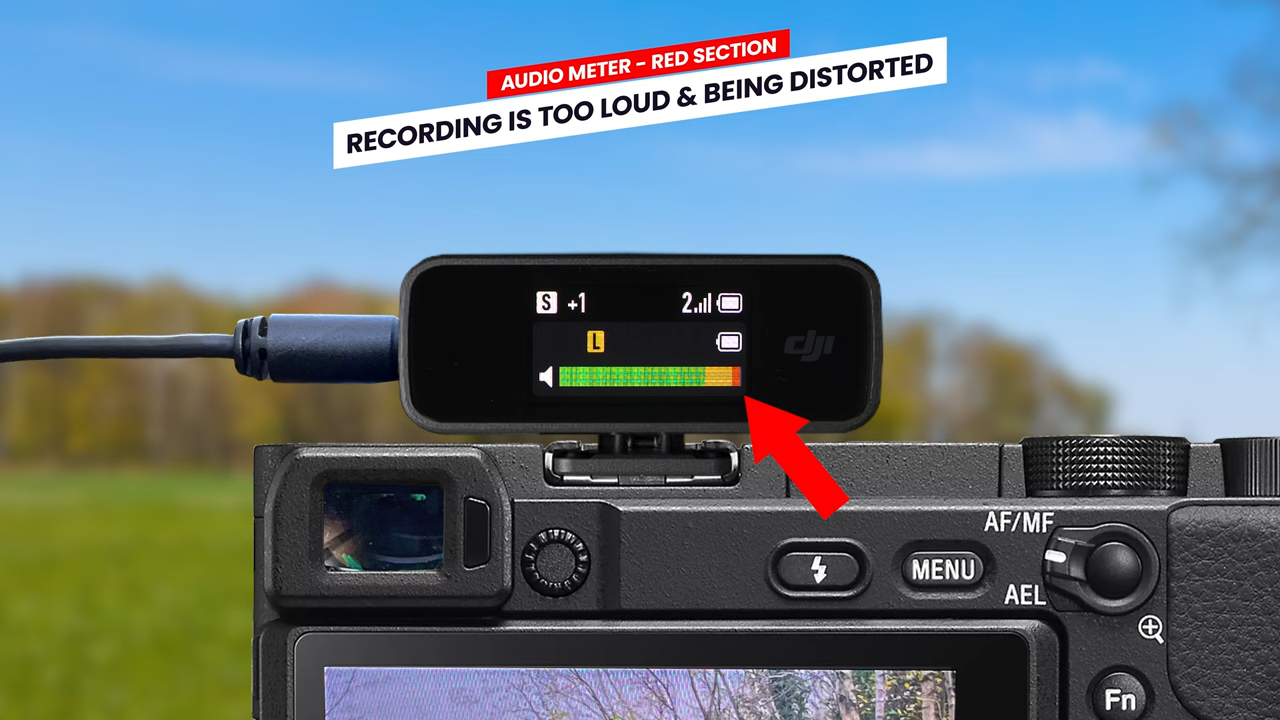 AUDIO METER - RED SECTION
RECORDING IS TOO LOUD & BEING DISTORTED
S +1 2
L
dji
AF/MF
MENU
AEL
Fn